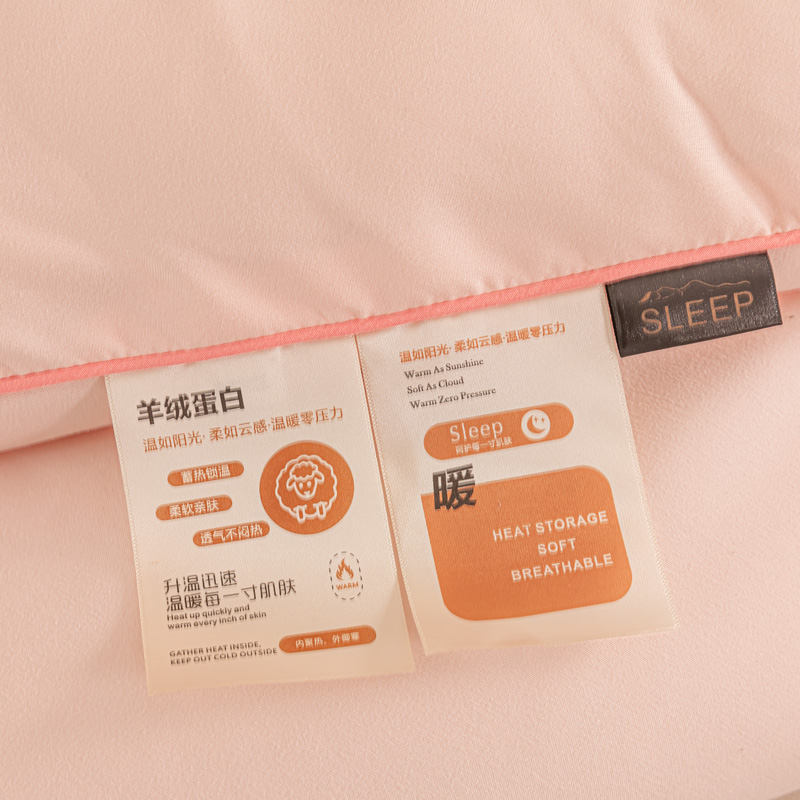 羊绒蛋白
温如阳光·柔如云感·温暖零压力
蓄热锁温
柔软亲肤
透气不闷热
升温迅速
温暖每一寸肌肤
Heat up quickly and
warm every inch of skin
WARM
GATHER HEAT INSIDE,
KEEP OUT COLD OUTSIDE
内聚热,外御寒
温如阳光·柔如云感·温暖零压力
Warm As Sunshine
Soft As Cloud
Warm Zero Pressure
Sleep
呵护每一寸肌肤
暖
HEAT STORAGE
SOFT
BREATHABLE
SLEEP